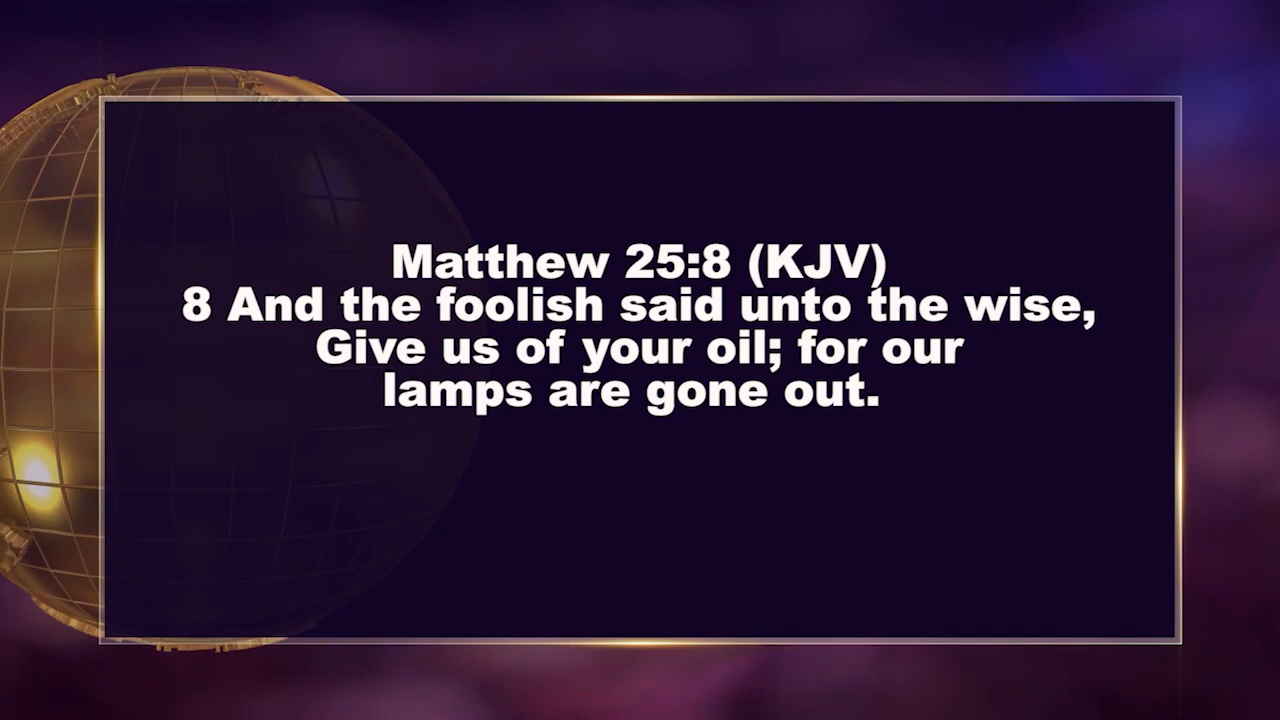 Matthew 25:8 (KJV)
8 And the foolish said unto the wise,
Give us of your oil; for our
lamps are gone out.